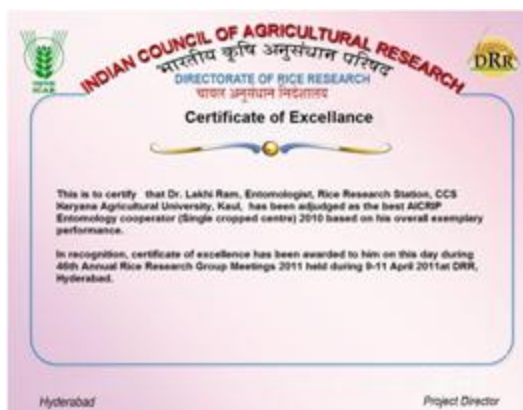 INDIAN COUNCIL OF AGRICULTURAL RESEARCH
भारतीय कृषि अनुसंधान परिषद
DIRECTORATE OF RICE RESEARCH
चावल अनुसंधान निदेशालय
ICAR
DRR
Certificate of Excellance
This is to certify that Dr. Lakhi Ram, Entomologist, Rice Research Station, CCS
Haryana Agricultural University, Kaul, has been adjudged as the best AICRIP
Entomology cooperator (Single cropped centre) 2010 based on his overall exemplary
performance.
In recognition, certificate of excellence has been awarded to him on this day during
46th Annual Rice Research Group Meetings 2011 held during 9-11 April 2011at DRR,
Hyderabad.
Hyderabad
Project Director